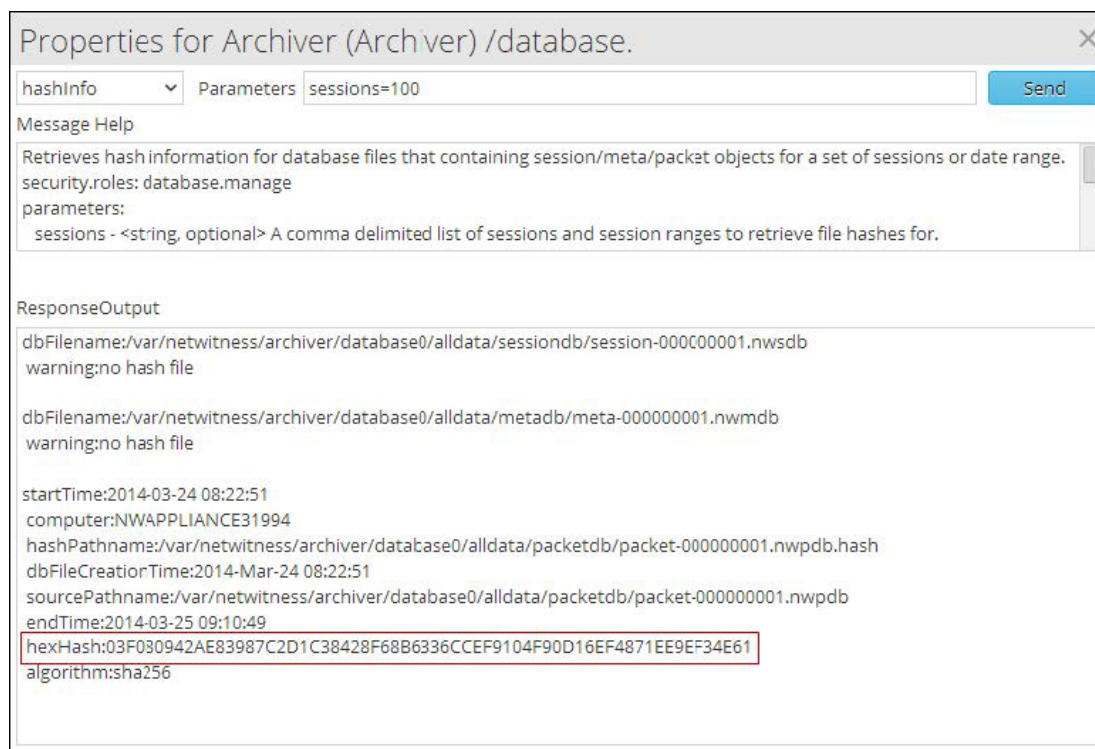 Properties for Archiver (Archiver) /database.
hashInfo Parameters sessions=100 Send
Message Help
Retrieves hash information for database files that containing session/meta/packet objects for a set of sessions or date range.
security.roles: database.manage
parameters:
sessions - <string, optional> A comma delimited list of sessions and session ranges to retrieve file hashes for.
ResponseOutput
dbFilename:/var/netwitness/archiver/database0/alldata/sessiondb/session-000000001.nwsdb
warning:no hash file
dbFilename:/var/netwitness/archiver/database0/alldata/metadb/meta-000000001.nwmdb
warning:no hash file
startTime:2014-03-24 08:22:51
computer:NWAPPLIANCE31994
hashPathname:/var/netwitness/archiver/database0/alldata/packetdb/packet-000000001.nwpdb.hash
dbFileCreationTime:2014-Mar-24 08:22:51
sourcePathname:/var/netwitness/archiver/database0/alldata/packetdb/packet-000000001.nwpdb
endTime:2014-03-25 09:10:49
hexHash:03F080942AE83987C2D1C38428F68B6336CCEF9104F90D16EF4871EE9EF34E61
algorithm:sha256